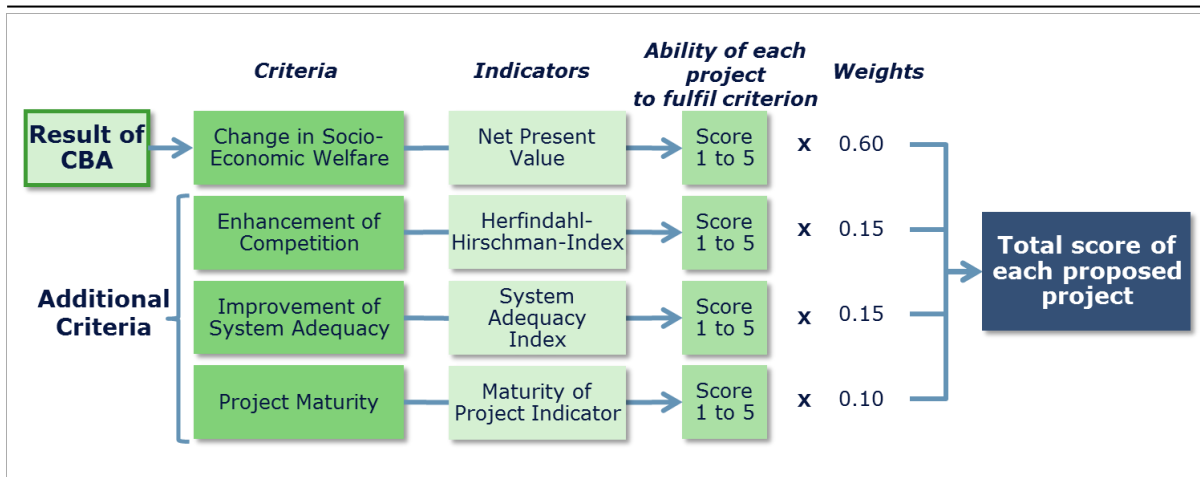 Criteria
Indicators
Ability of each
project
to fulfil criterion
Weights
Result of
CBA
Change in Socio-
Economic Welfare
Net Present
Value
Score
1 to 5
x
0.60
Enhancement of
Competition
Herfindahl-
Hirschman-Index
Score
1 to 5
x
0.15
Additional
Criteria
Improvement of
System Adequacy
System
Adequacy
Index
Score
1 to 5
x
0.15
Project Maturity
Maturity of
Project Indicator
Score
1 to 5
x
0.10
Total score of
each proposed
project